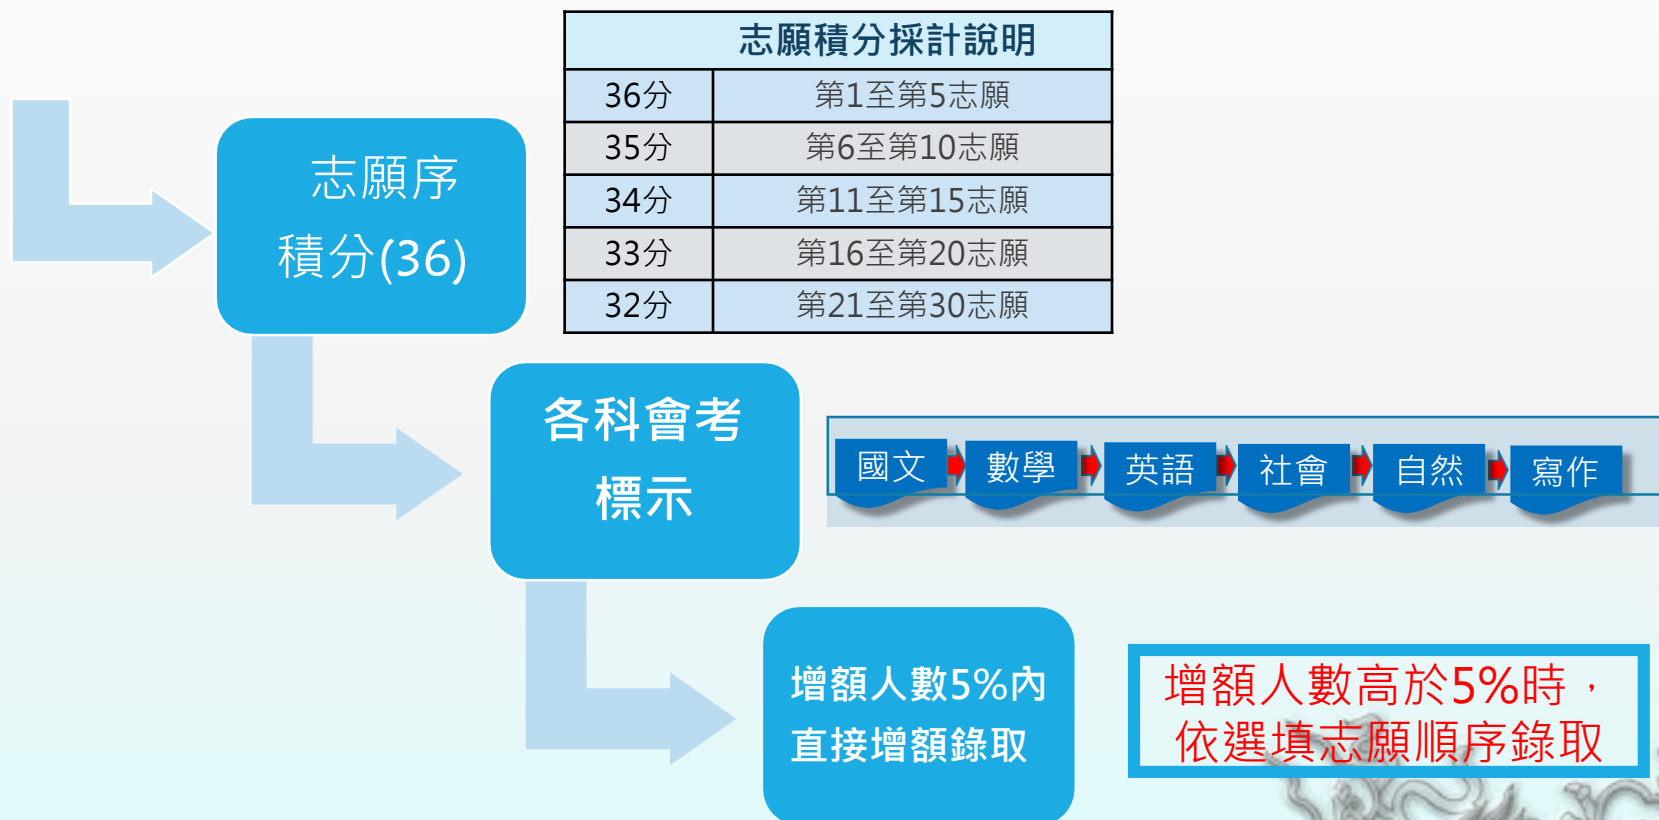 志願積分採計說明
36分 第1至第5志願
35分 第6至第10志願
34分 第11至第15志願
33分 第16至第20志願
32分 第21至第30志願
志願序
積分(36)
各科會考
標示
國文 數學 英語 社會 自然 寫作
增額人數5%內
直接增額錄取
增額人數高於5%時，
依選填志願順序錄取